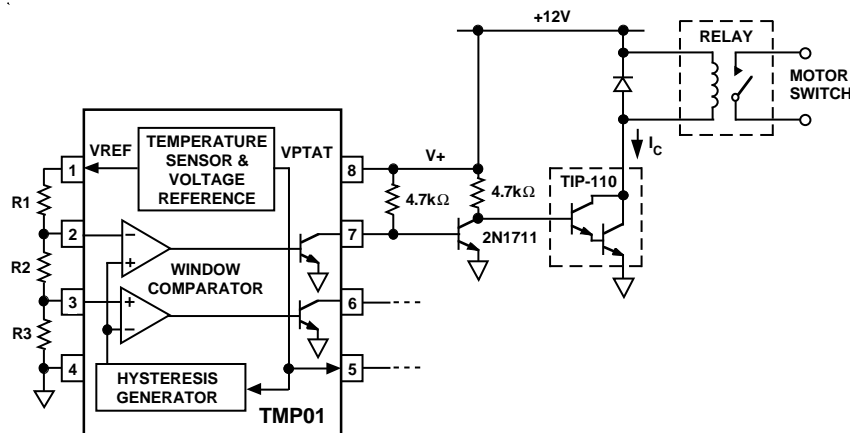 +12V
RELAY
MOTOR
SWITCH
I_C
TIP-110
V+
4.7kΩ
4.7kΩ
2N1711
TEMPERATURE
SENSOR &
VOLTAGE
REFERENCE
VREF
VPTAT
1
8
R1
2
7
R2
WINDOW
COMPARATOR
3
6
R3
4
5
HYSTERESIS
GENERATOR
TMP01
−
+
+
−